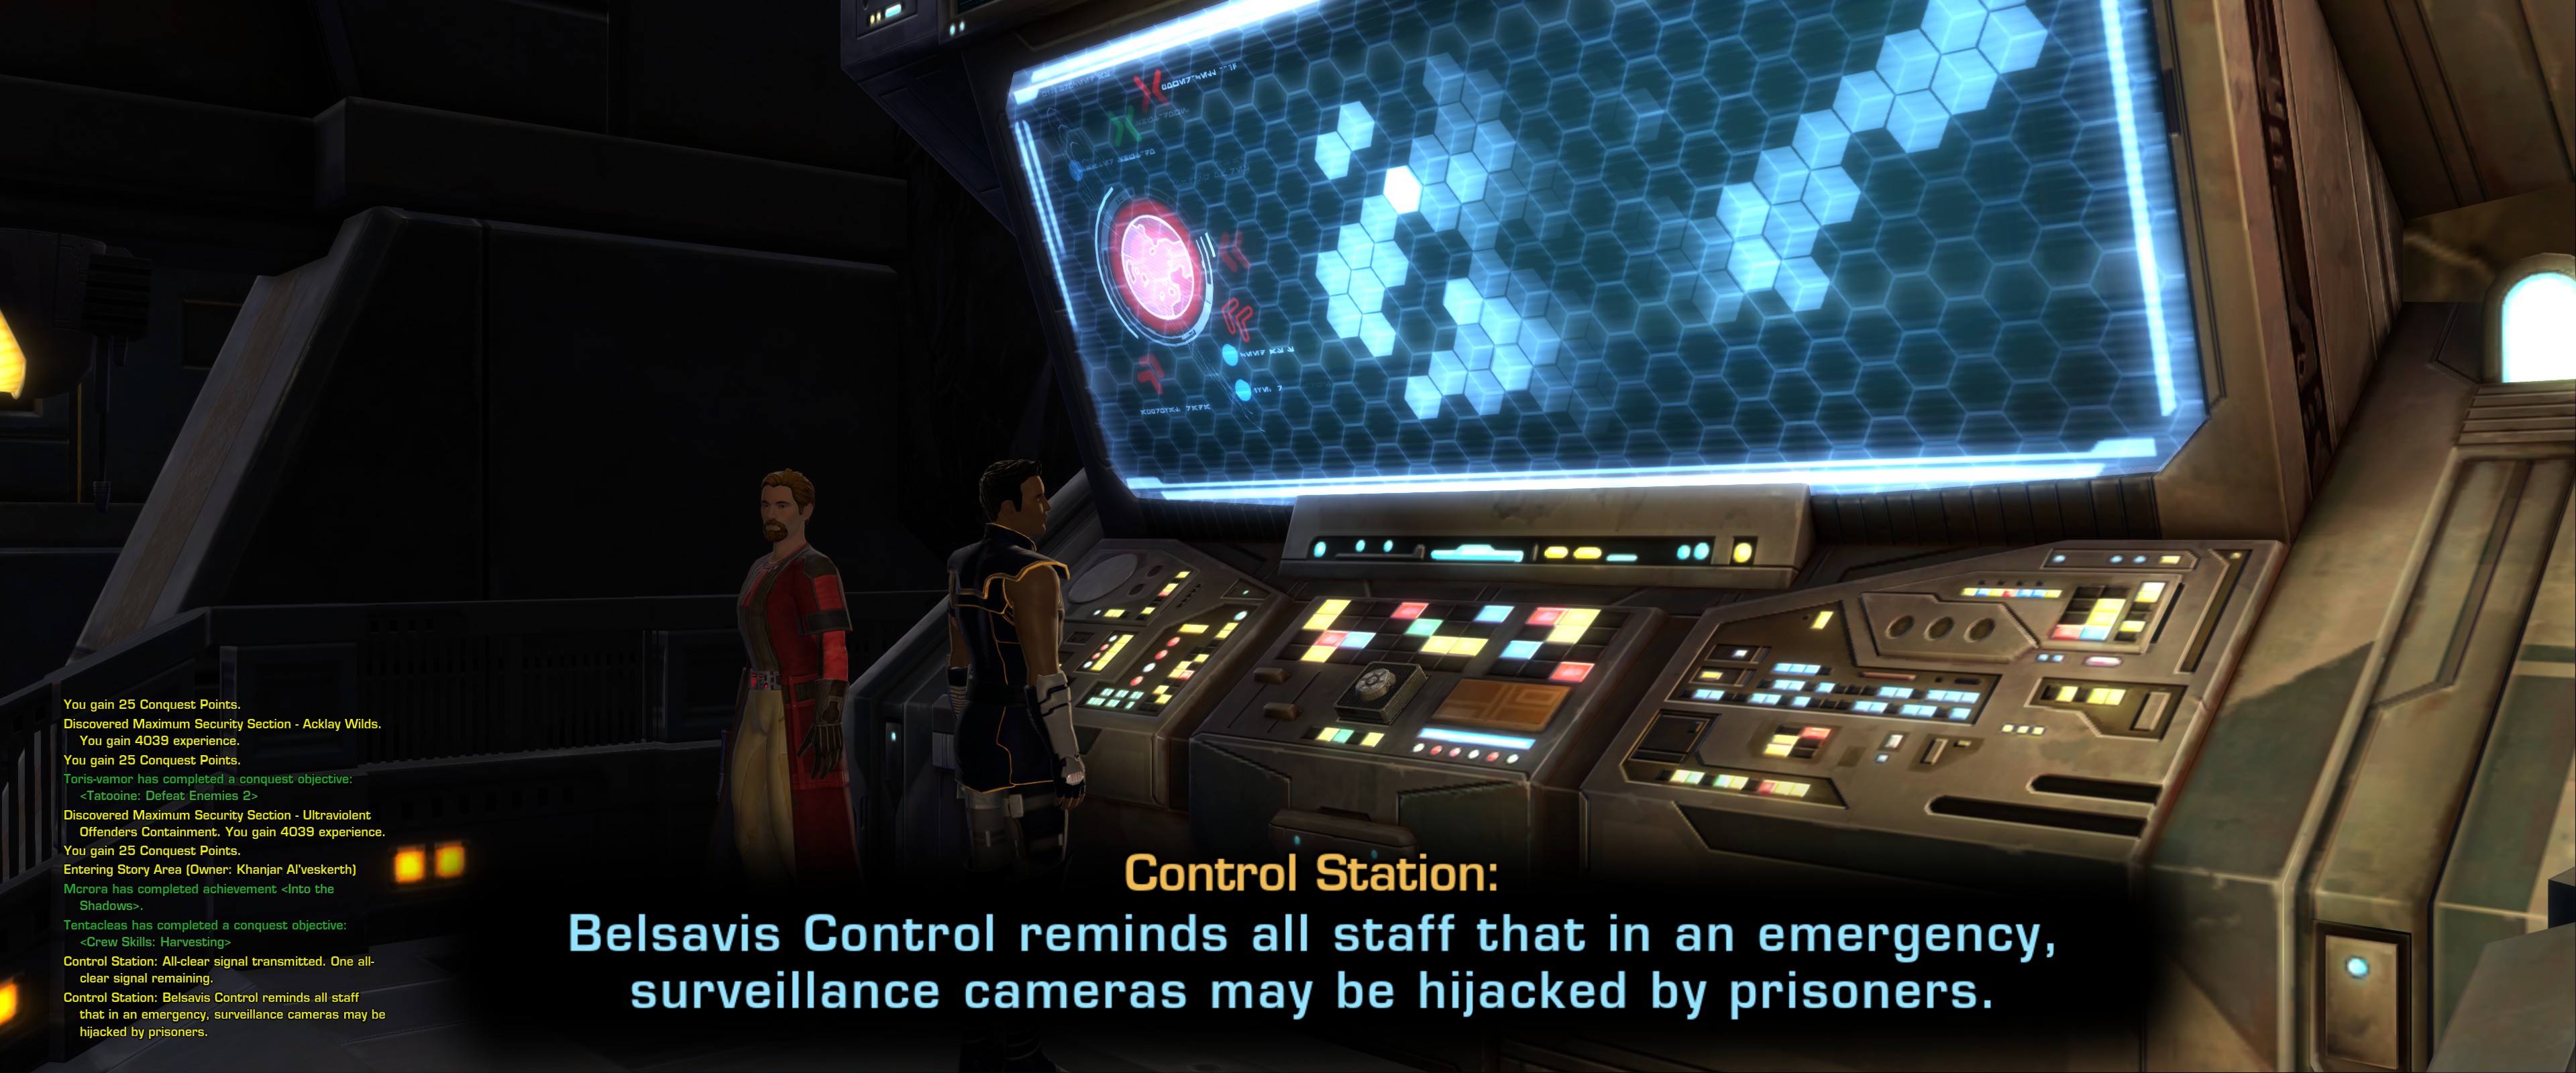 You gain 25 Conquest Points.
Discovered Maximum Security Section - Acklay Wilds.
You gain 4039 experience.
You gain 25 Conquest Points.
Toris-vamor has completed a conquest objective:
<Tatooine: Defeat Enemies 2>
Discovered Maximum Security Section - Ultraviolent
Offenders Containment. You gain 4039 experience.
You gain 25 Conquest Points.
Entering Story Area (Owner: Khanjar Al'veskerth)
Mcrora has completed achievement <Into the
Shadows>.
Tentacleas has completed a conquest objective:
<Crew Skills: Harvesting>
Control Station: All-clear signal transmitted. One all-
clear signal remaining.
Control Station: Belsavis Control reminds all staff
that in an emergency, surveillance cameras may be
hijacked by prisoners.
Control Station:
Belsavis Control reminds all staff that in an emergency,
surveillance cameras may be hijacked by prisoners.